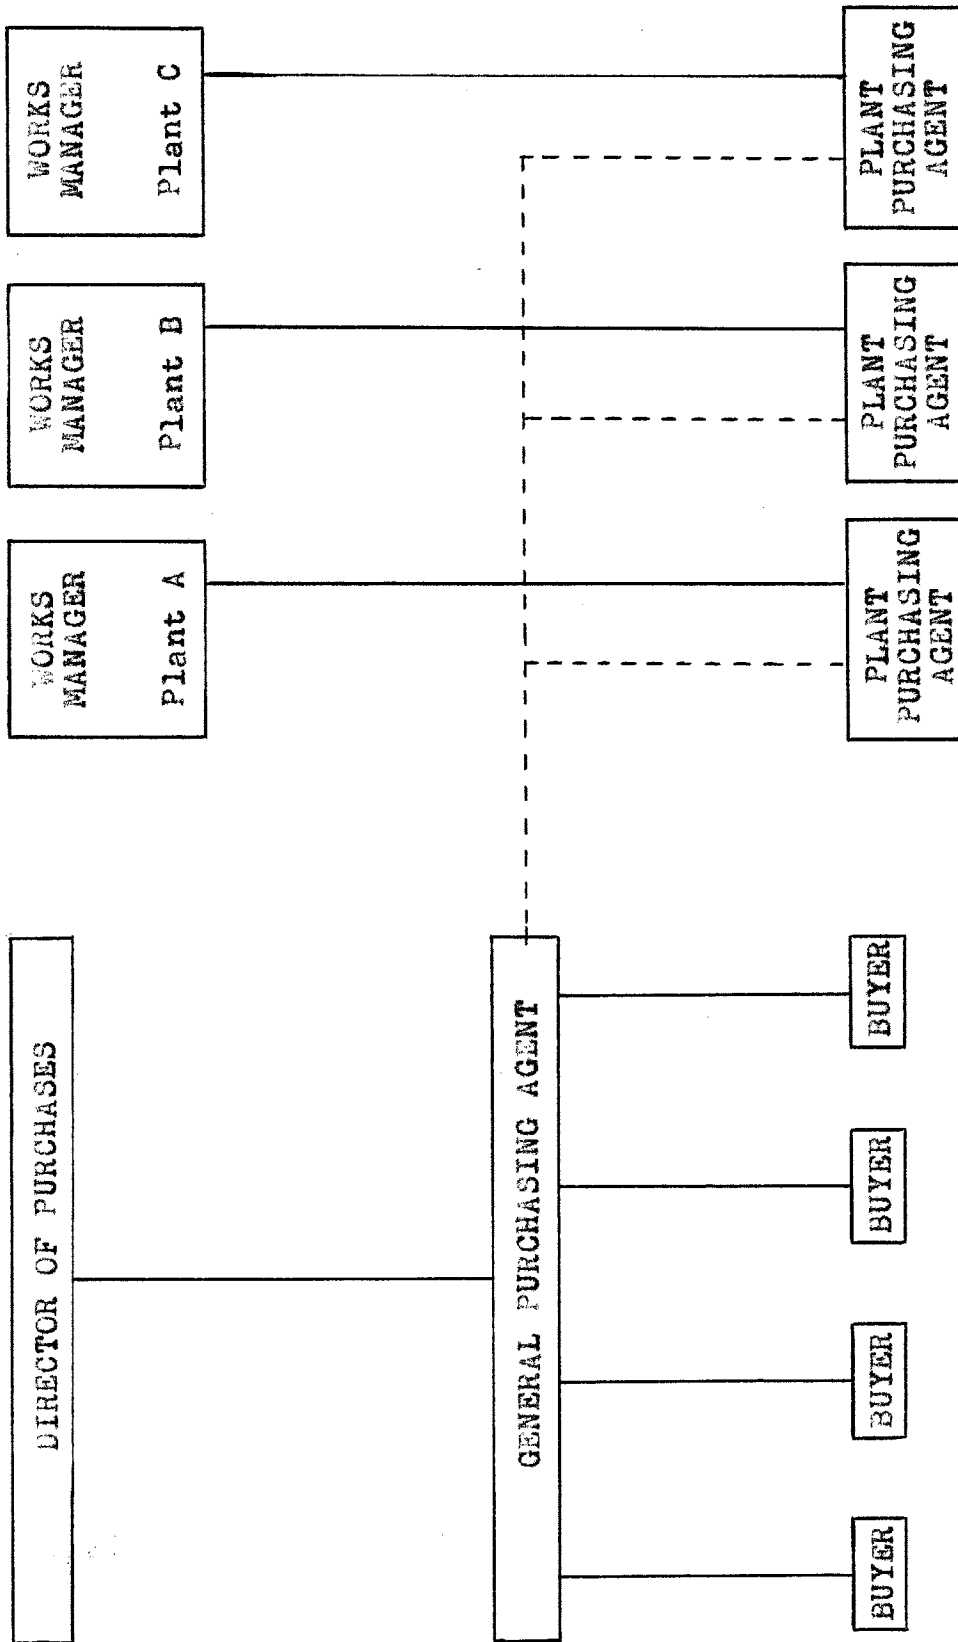 DIRECTOR OF PURCHASES
WORKS
MANAGER
Plant A
WORKS
MANAGER
Plant B
WORKS
MANAGER
Plant C
GENERAL PURCHASING AGENT
BUYER
BUYER
BUYER
BUYER
PLANT
PURCHASING
AGENT
PLANT
PURCHASING
AGENT
PLANT
PURCHASING
AGENT